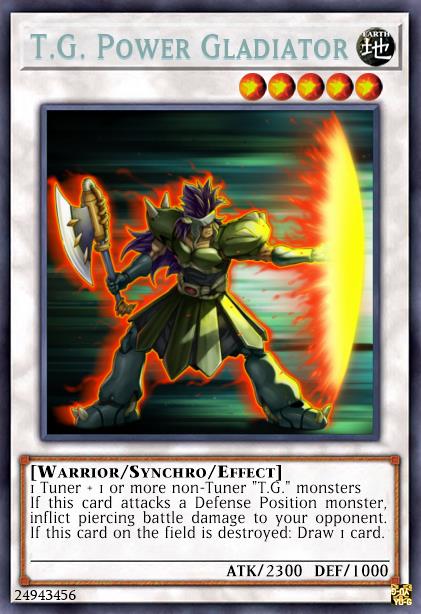 T.G. Power Gladiator
EARTH
地
[Warrior/Synchro/Effect]
1 Tuner + 1 or more non-Tuner "T.G." monsters
If this card attacks a Defense Position monster,
inflict piercing battle damage to your opponent.
If this card on the field is destroyed: Draw 1 card.
ATK/2300 DEF/1000
24943456